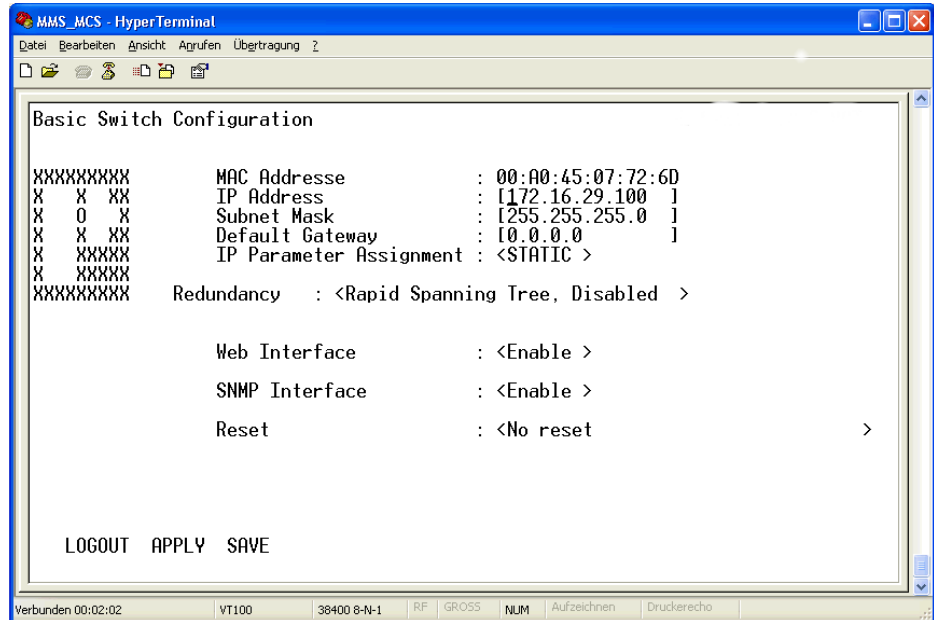 MMS_MCS - HyperTerminal
Datei Bearbeiten Ansicht Anrufen Übertragung ?
Basic Switch Configuration
XXXXXXXXX MAC Addresse : 00:A0:45:07:72:6D
X X XX IP Address : [172.16.29.100 ]
X O X Subnet Mask : [255.255.255.0 ]
X X XX Default Gateway : [0.0.0.0 ]
X XXXXX IP Parameter Assignment : <STATIC >
X XXXXX
XXXXXXXXX Redundancy : <Rapid Spanning Tree, Disabled >
Web Interface : <Enable >
SNMP Interface : <Enable >
Reset : <No reset >
LOGOUT APPLY SAVE
Verbunden 00:02:02 VT100 38400 8-N-1 RF GROSS NUM Aufzeichnen Druckerecho